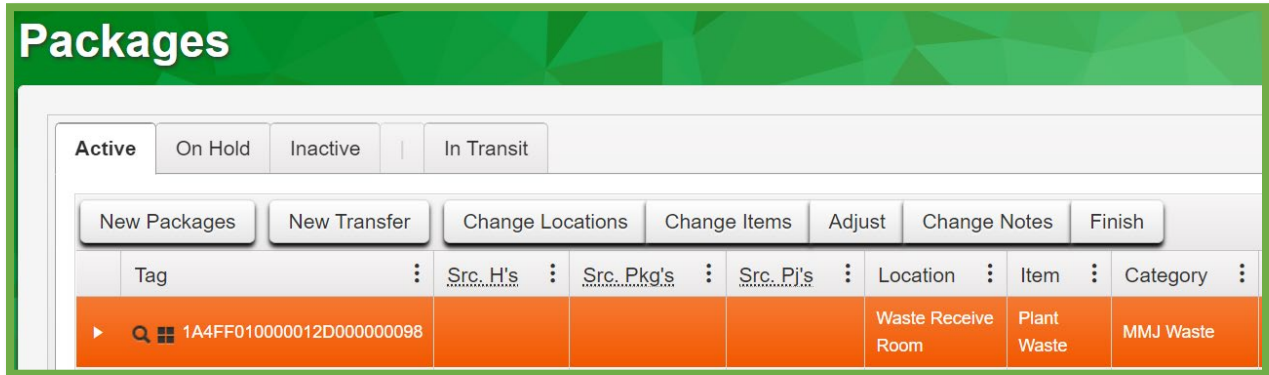 Packages
Active On Hold Inactive | In Transit
New Packages New Transfer Change Locations Change Items Adjust Change Notes Finish
Tag Src. H's Src. Pkg's Src. Pj's Location Item Category
1A4FF010000012D000000098 Waste Receive Room Plant Waste MMJ Waste